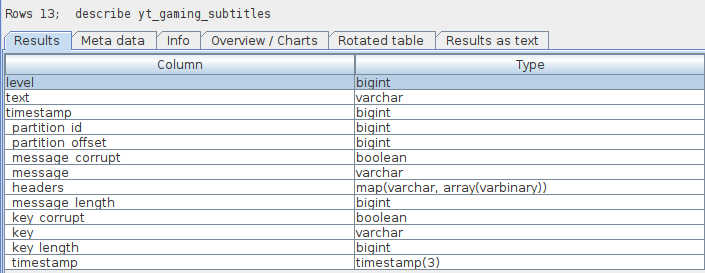 Rows 13;   describe yt_gaming_subtitles
Results Meta data Info Overview / Charts Rotated table Results as text
Column Type
level bigint
text varchar
timestamp bigint
_partition_id bigint
_partition_offset bigint
_message_corrupt boolean
_message varchar
_headers map(varchar, array(varbinary))
_message_length bigint
_key_corrupt boolean
_key varchar
_key_length bigint
_timestamp timestamp(3)